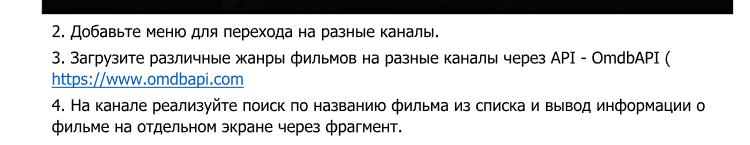 2. Добавьте меню для перехода на разные каналы.
3. Загрузите различные жанры фильмов на разные каналы через API - OmdbAPI (
https://www.omdbapi.com
4. На канале реализуйте поиск по названию фильма из списка и вывод информации о
фильме на отдельном экране через фрагмент.